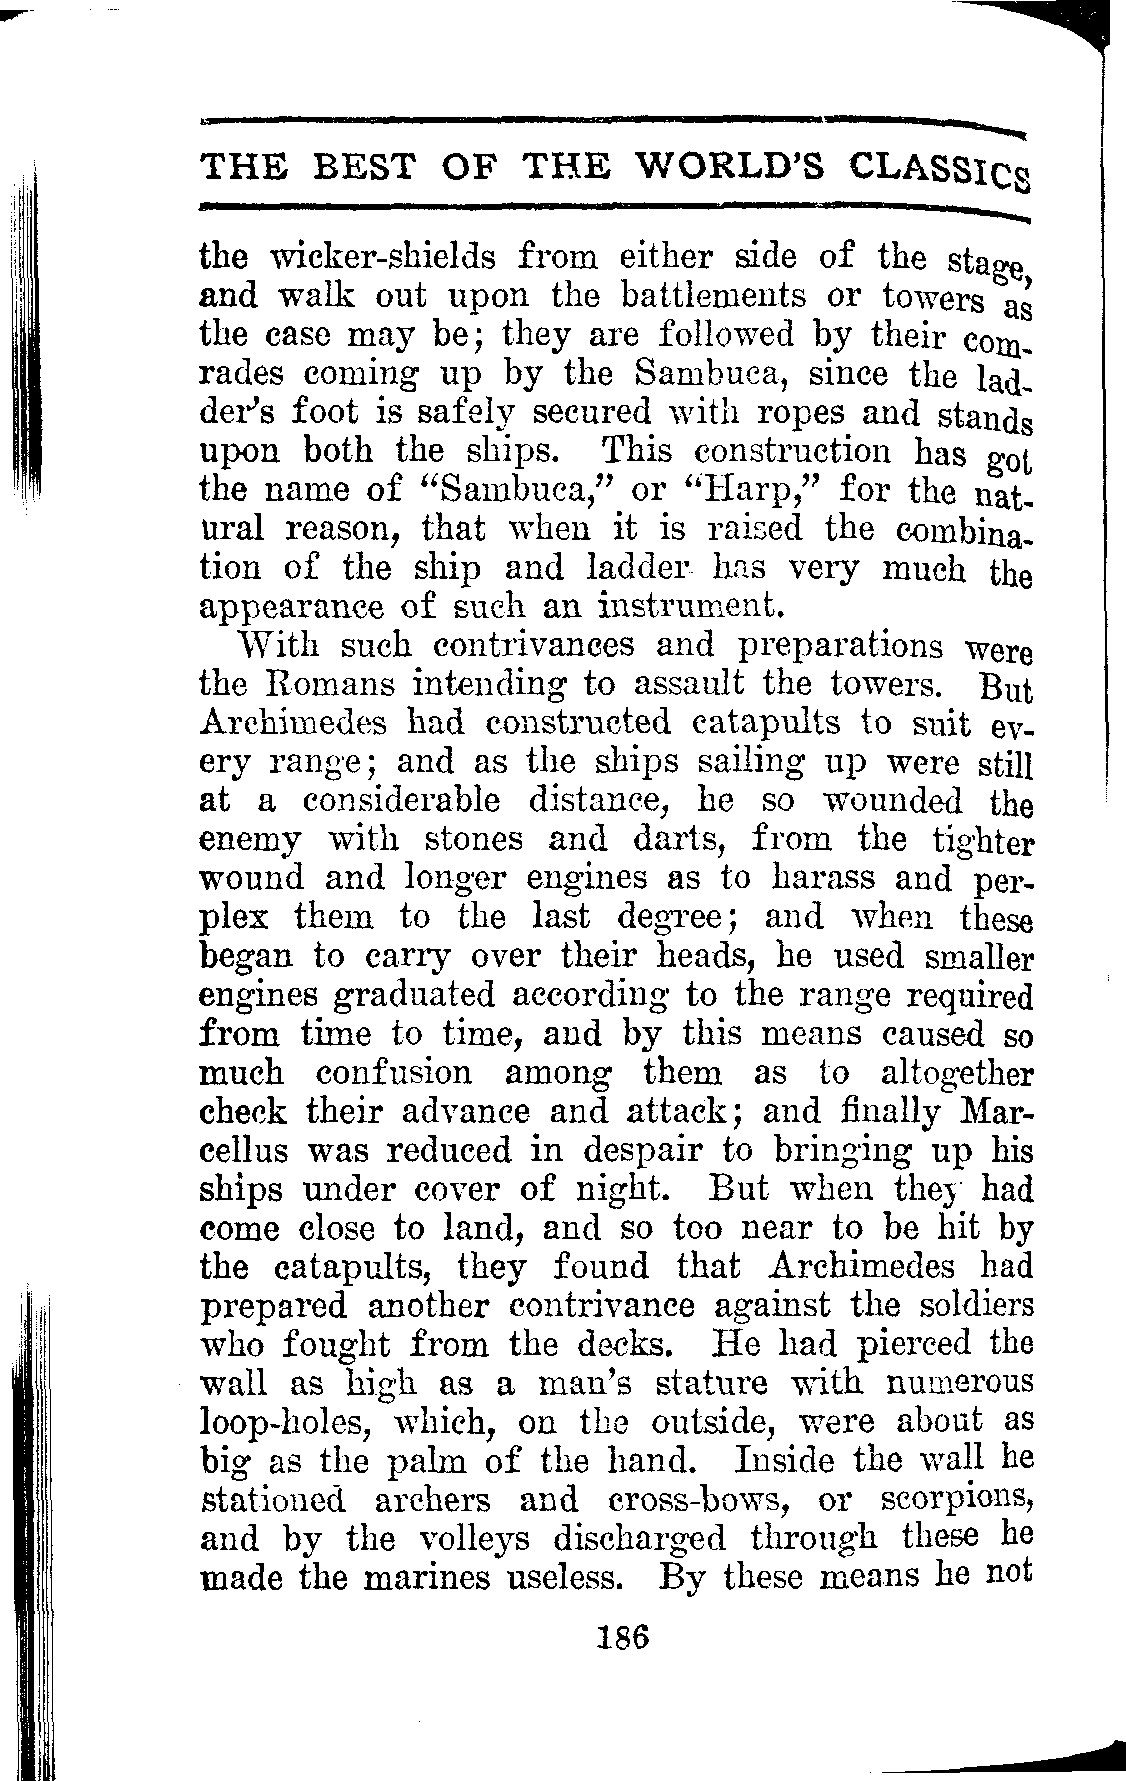 THE BEST OF THE WORLD'S CLASSICS
the wicker-shields from either side of the stage,
and walk out upon the battlements or towers as
the case may be; they are followed by their com-
rades coming up by the Sambuca, since the lad-
der's foot is safely secured with ropes and stands
upon both the ships. This construction has got
the name of “Sambuca,” or “Harp,” for the nat-
ural reason, that when it is raised the combina-
tion of the ship and ladder has very much the
appearance of such an instrument.
With such contrivances and preparations were
the Romans intending to assault the towers. But
Archimedes had constructed catapults to suit ev-
ery range; and as the ships sailing up were still
at a considerable distance, he so wounded the
enemy with stones and darts, from the tighter
wound and longer engines as to harass and per-
plex them to the last degree; and when these
began to carry over their heads, he used smaller
engines graduated according to the range required
from time to time, and by this means caused so
much confusion among them as to altogether
check their advance and attack; and finally Mar-
cellus was reduced in despair to bringing up his
ships under cover of night. But when they had
come close to land, and so too near to be hit by
the catapults, they found that Archimedes had
prepared another contrivance against the soldiers
who fought from the decks. He had pierced the
wall as high as a man's stature with numerous
loop-holes, which, on the outside, were about as
big as the palm of the hand. Inside the wall he
stationed archers and cross-bows, or scorpions,
and by the volleys discharged through these he
made the marines useless. By these means he not
186